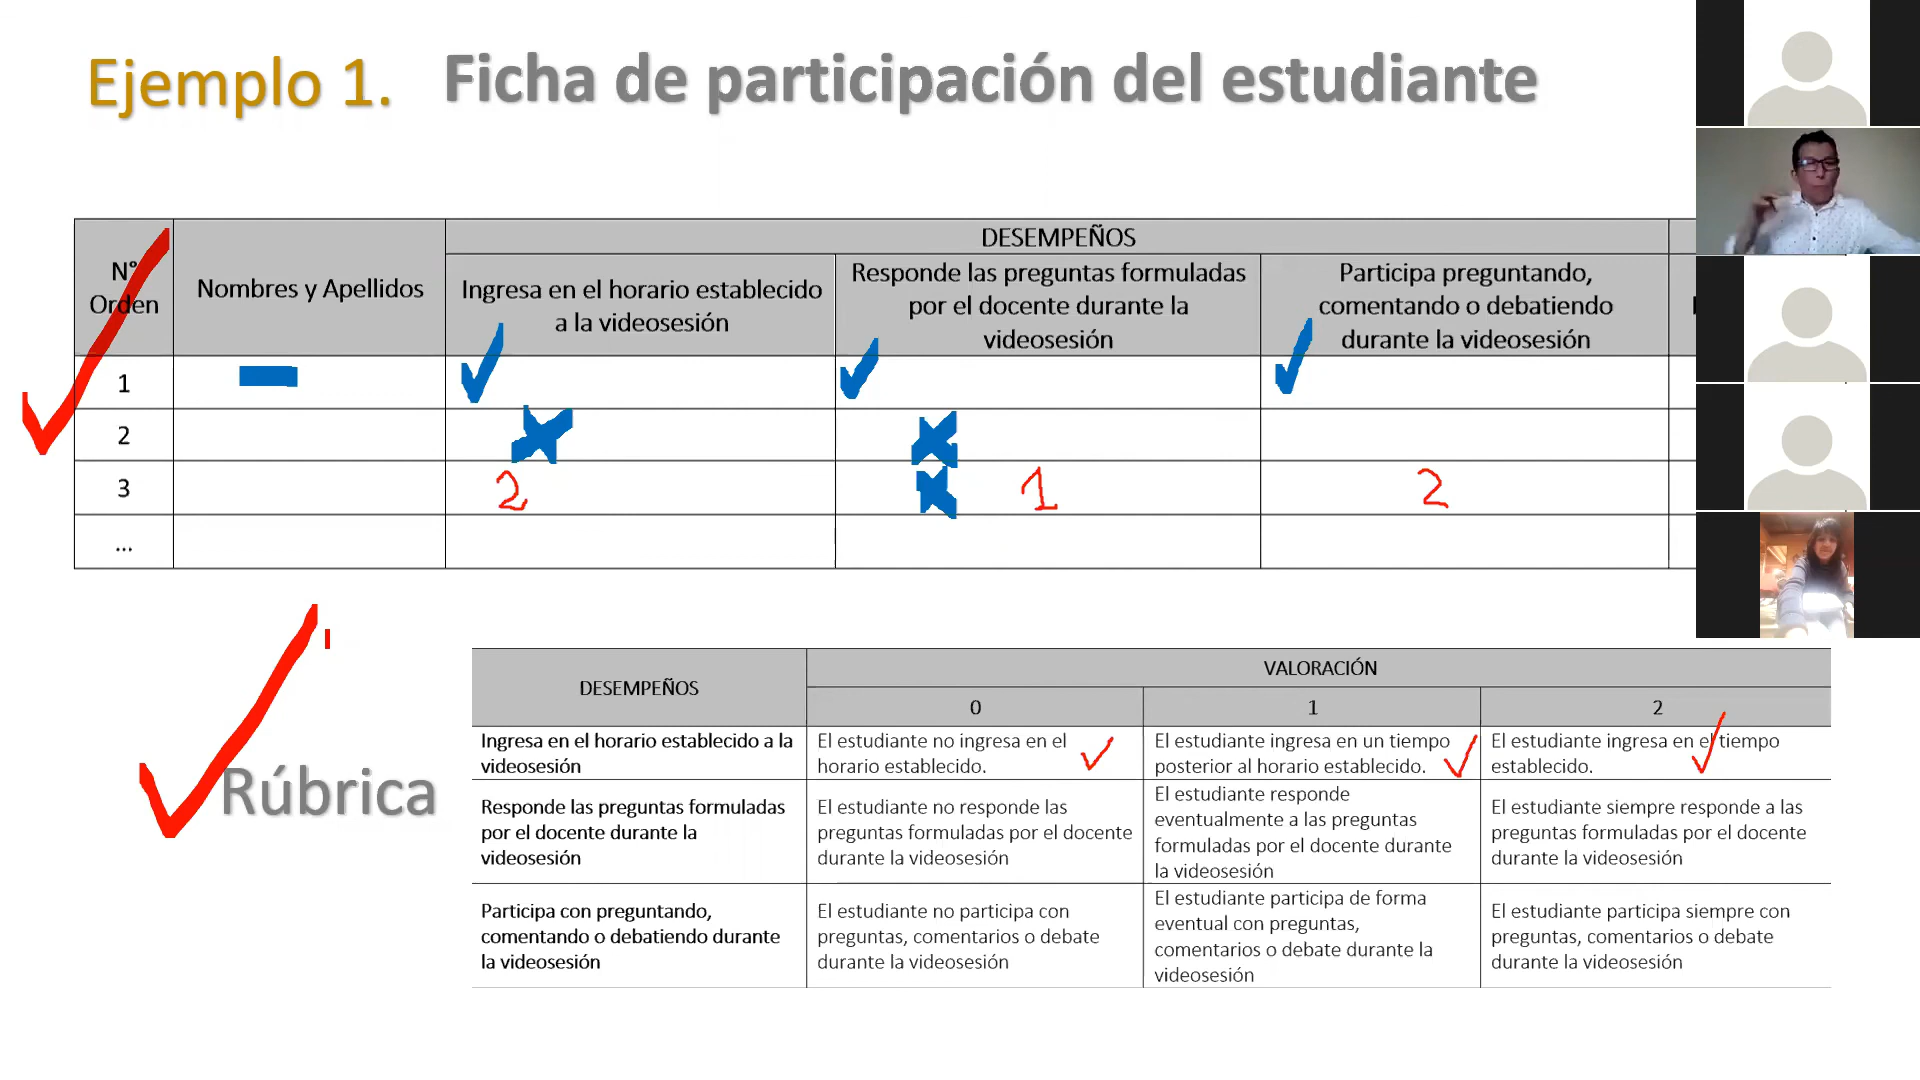 Ejemplo 1. Ficha de participación del estudiante
N°
Orden
Nombres y Apellidos
DESEMPEÑOS
Ingresa en el horario establecido
a la videosesión
Responde las preguntas formuladas
por el docente durante la
videosesión
Participa preguntando,
comentando o debatiendo
durante la videosesión
1
2
3 2 1 2
...
Rúbrica
DESEMPEÑOS
VALORACIÓN
0 1 2
Ingresa en el horario establecido a la
videosesión
El estudiante no ingresa en el
horario establecido.
El estudiante ingresa en un tiempo
posterior al horario establecido.
El estudiante ingresa en el tiempo
establecido.
Responde las preguntas formuladas
por el docente durante la
videosesión
El estudiante no responde las
preguntas formuladas por el docente
durante la videosesión
El estudiante responde
eventualmente a las preguntas
formuladas por el docente durante
la videosesión
El estudiante siempre responde a las
preguntas formuladas por el docente
durante la videosesión
Participa con preguntando,
comentando o debatiendo durante
la videosesión
El estudiante no participa con
preguntas, comentarios o debate
durante la videosesión
El estudiante participa de forma
eventual con preguntas,
comentarios o debate durante la
videosesión
El estudiante participa siempre con
preguntas, comentarios o debate
durante la videosesión